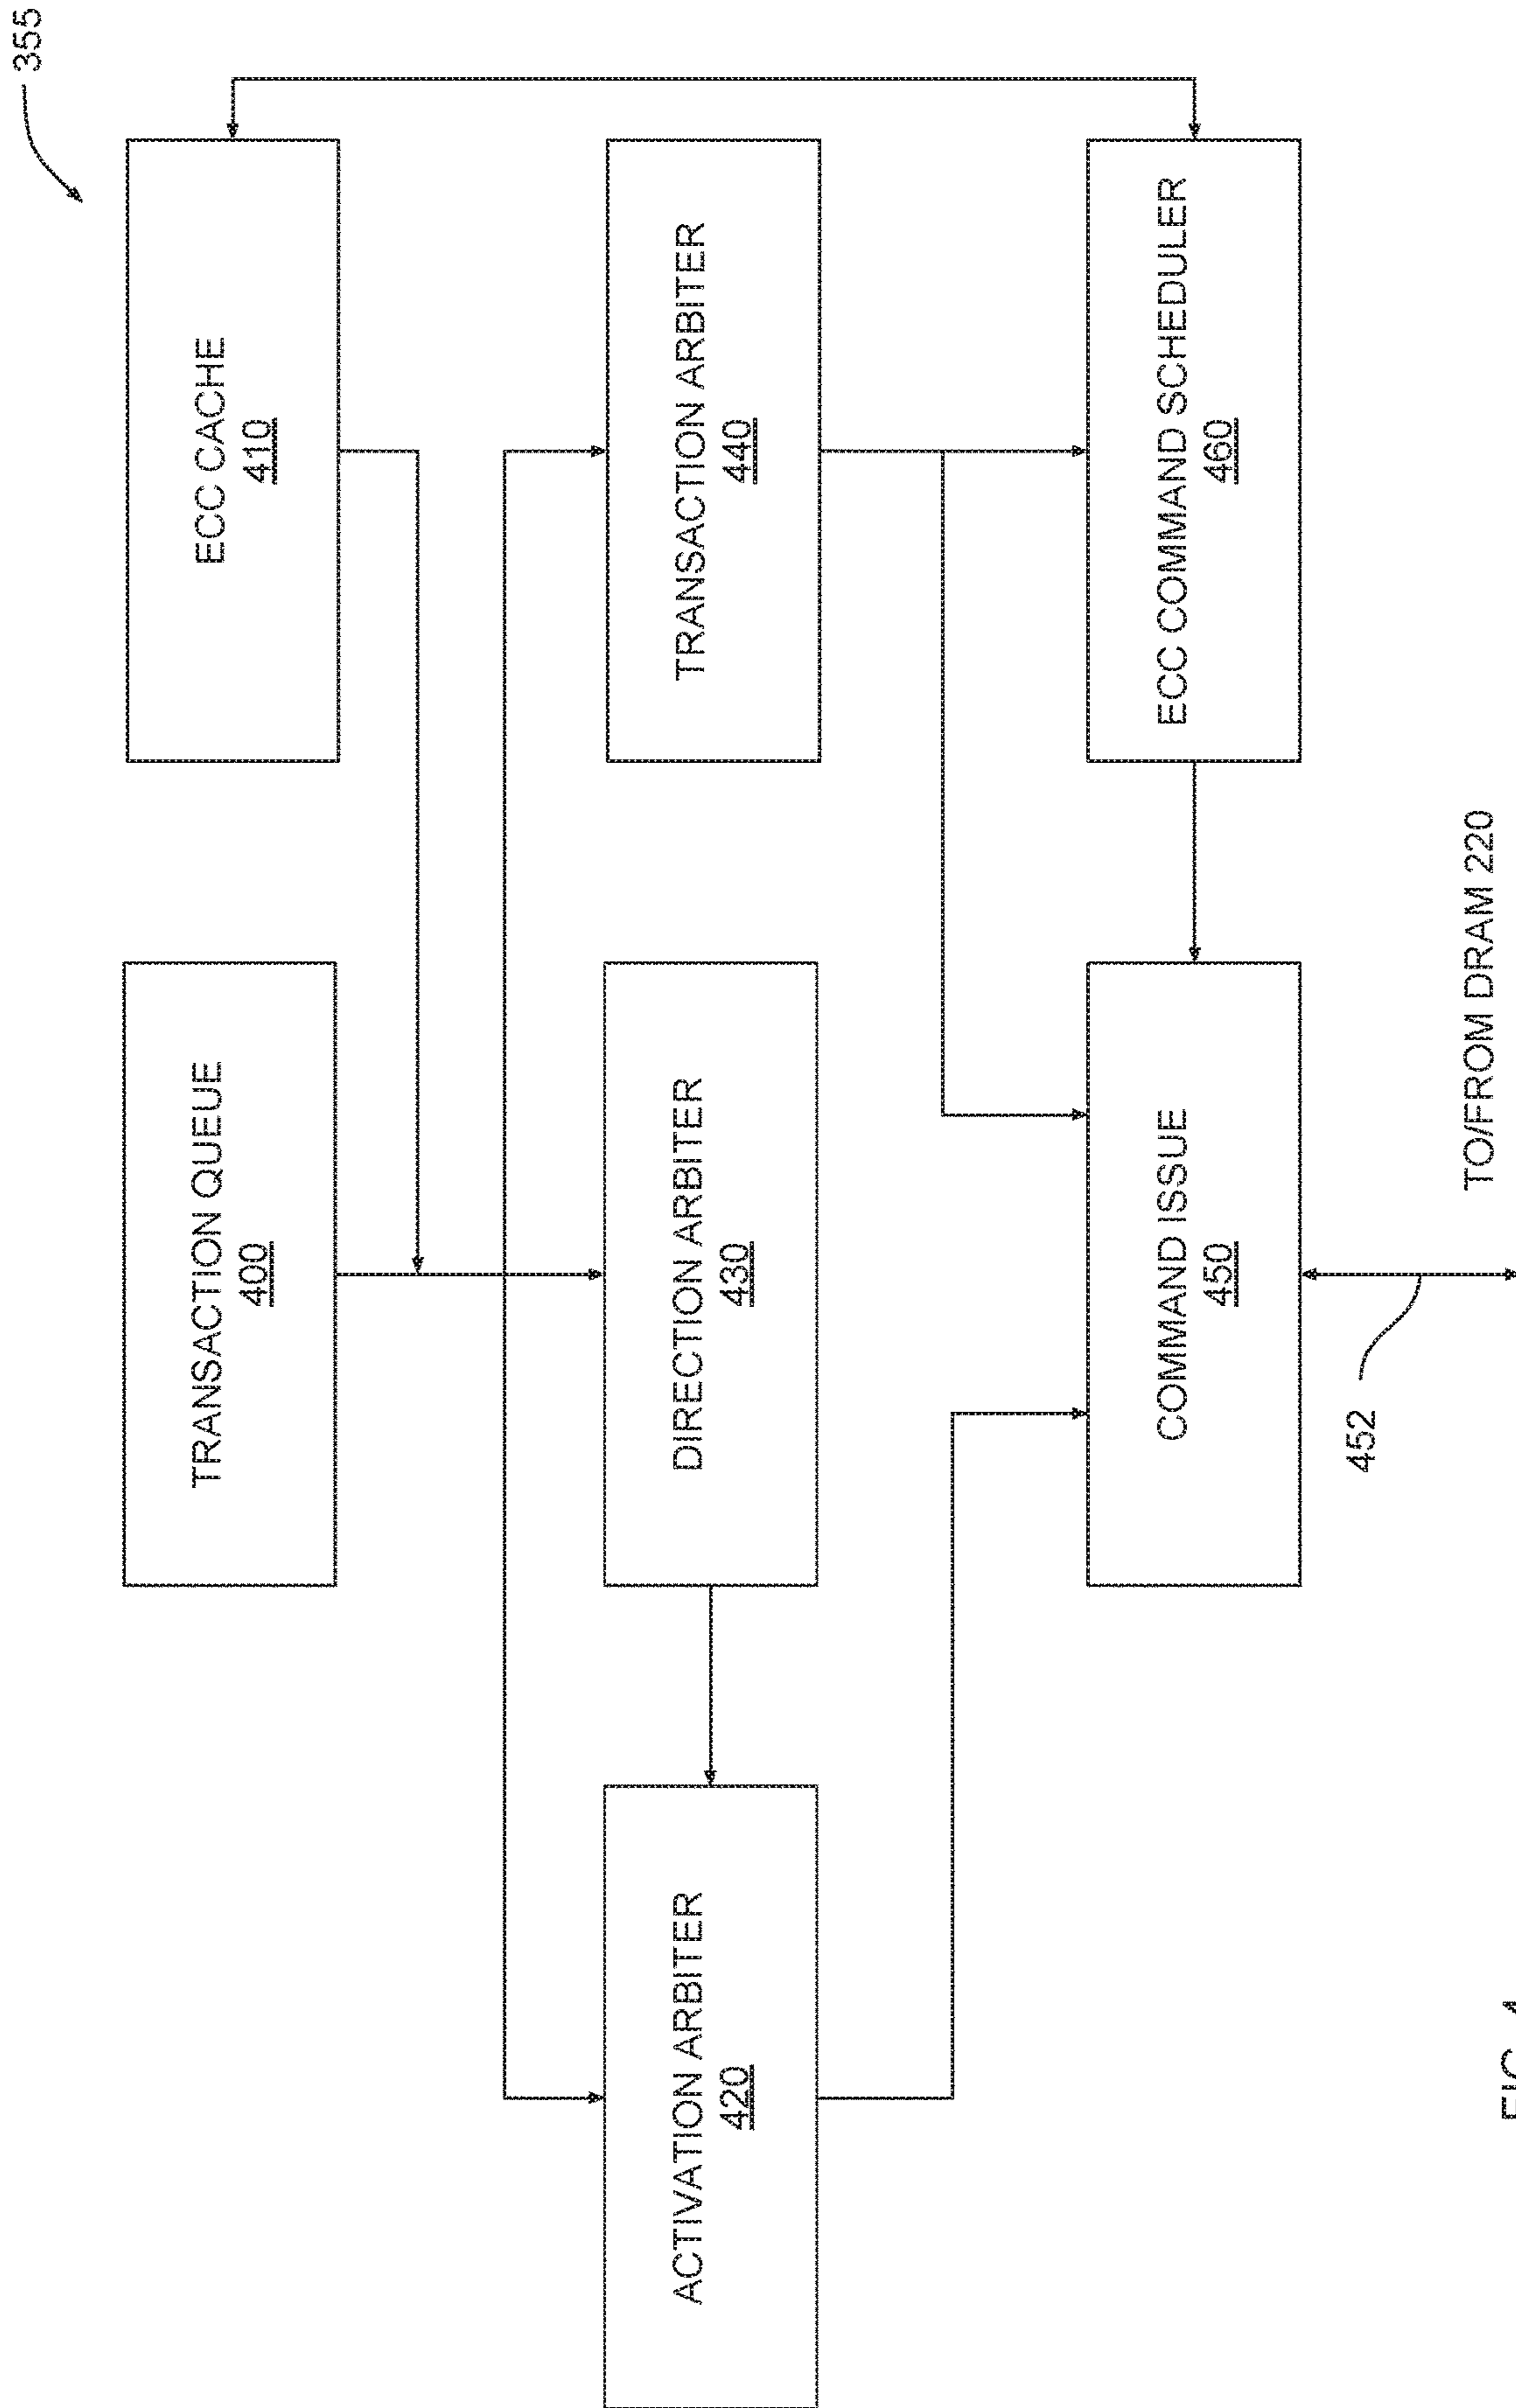 355
TRANSACTION QUEUE
400
ECC CACHE
410
ACTIVATION ARBITER
420
DIRECTION ARBITER
430
TRANSACTION ARBITER
440
COMMAND ISSUE
450
ECC COMMAND SCHEDULER
460
452
TO/FROM DRAM 220